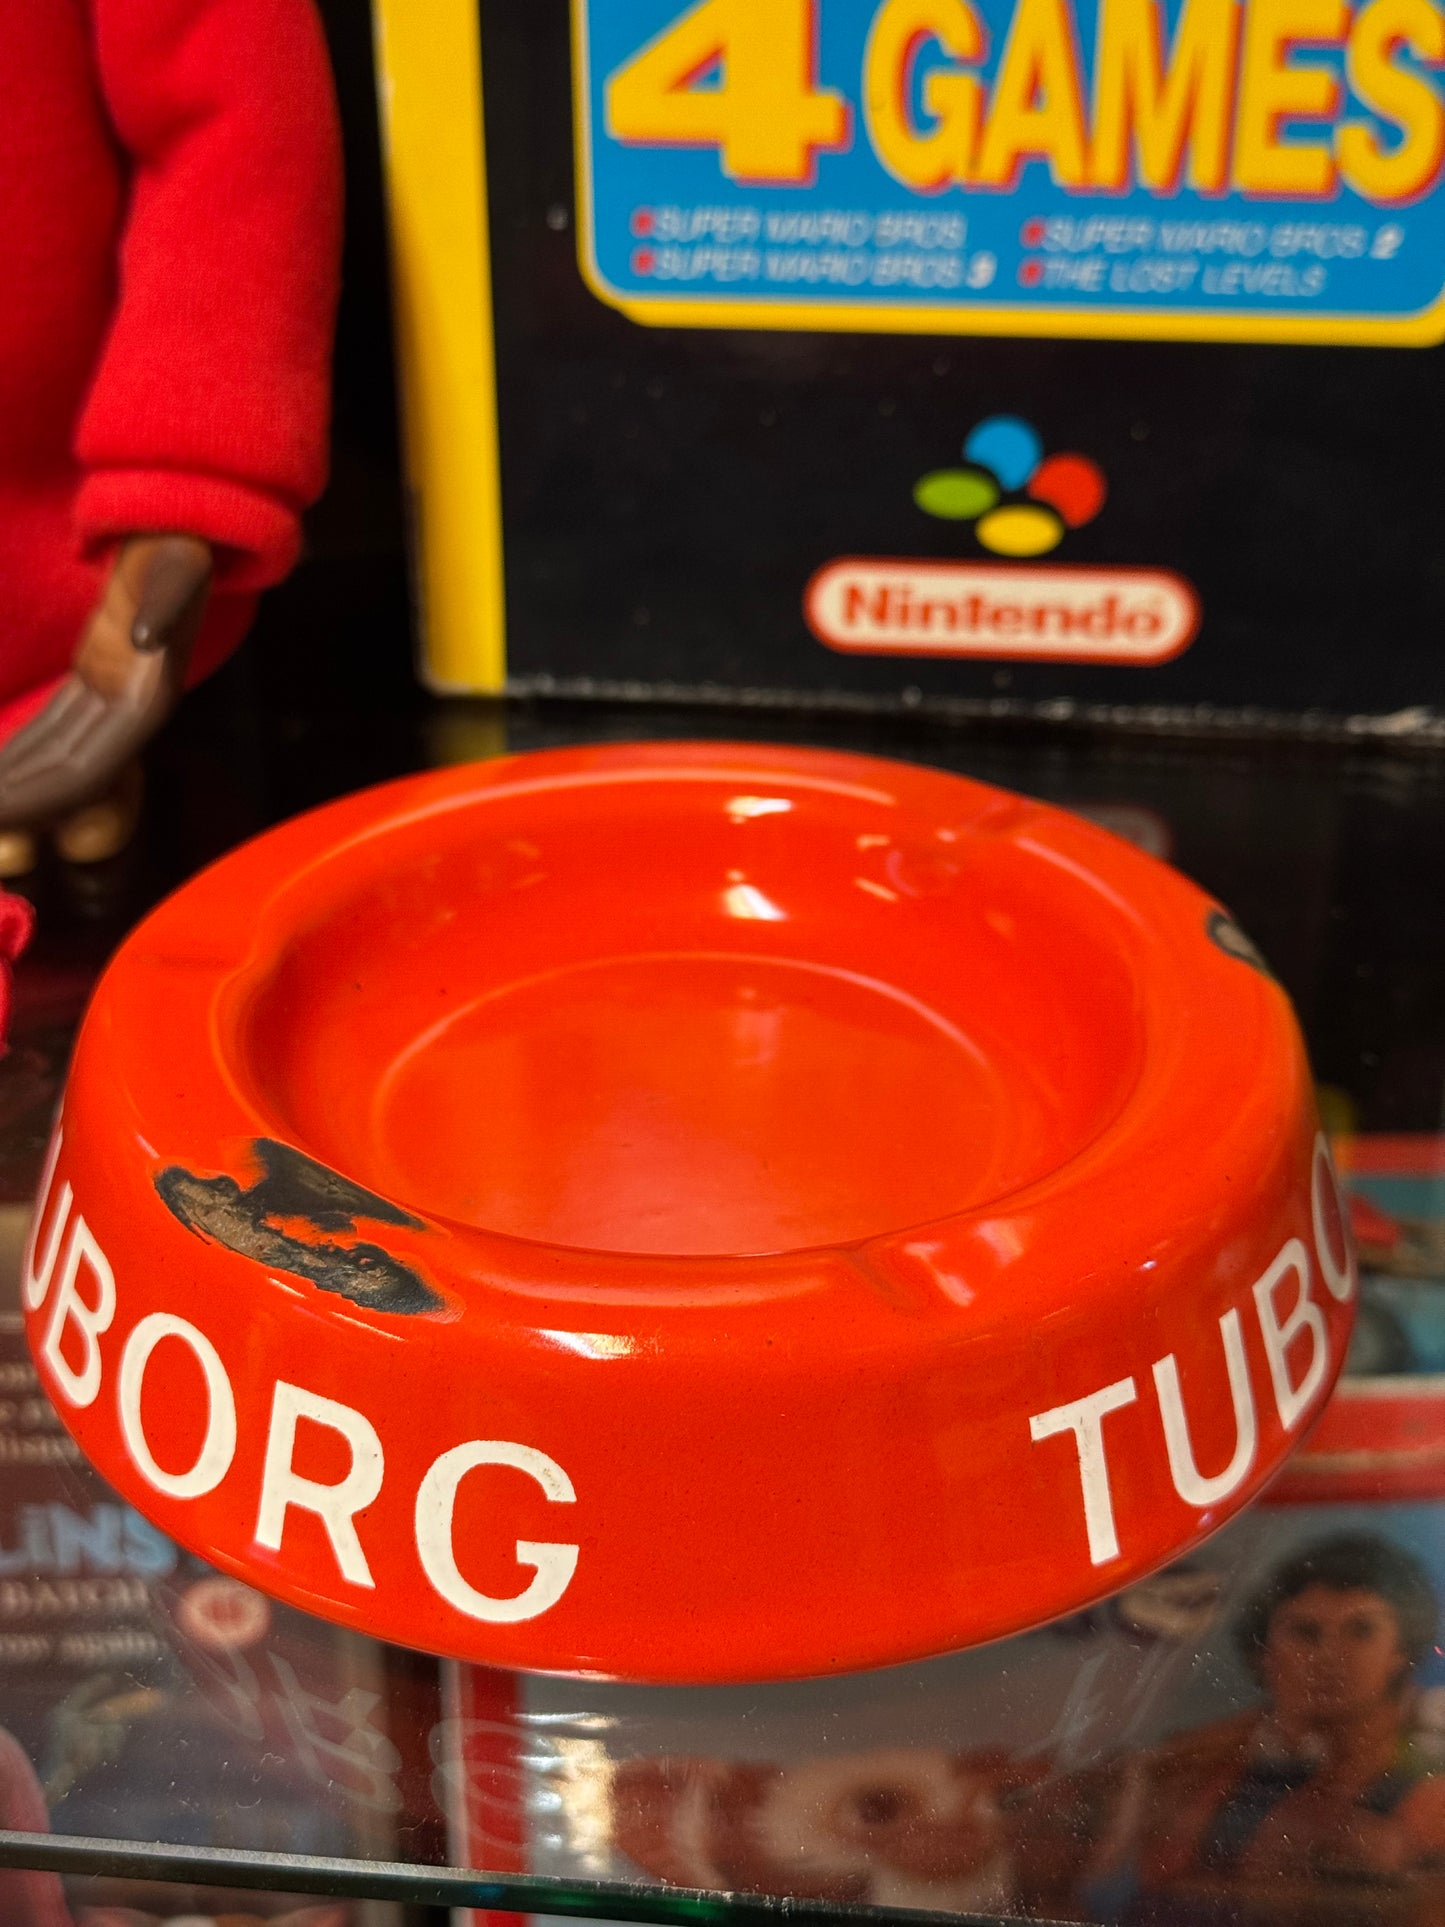 4 GAMES
SUPER MARIO BROS SUPER MARIO BROS 2
SUPER MARIO BROS 3 THE LOST LEVELS
Nintendo
UBORG
TUBO